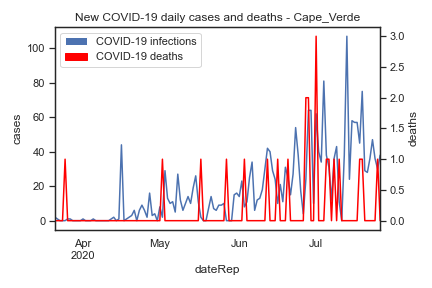 New COVID-19 daily cases and deaths - Cape_Verde
COVID-19 infections
COVID-19 deaths
100
80
60
40
20
0
cases
3.0
2.5
2.0
1.5
1.0
0.5
0.0
deaths
Apr
2020
May
Jun
Jul
dateRep